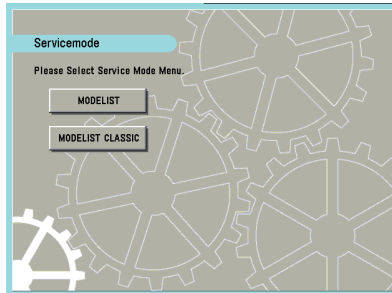 Servicemode
Please Select Service Mode Menu.
MODELIST
MODELIST CLASSIC